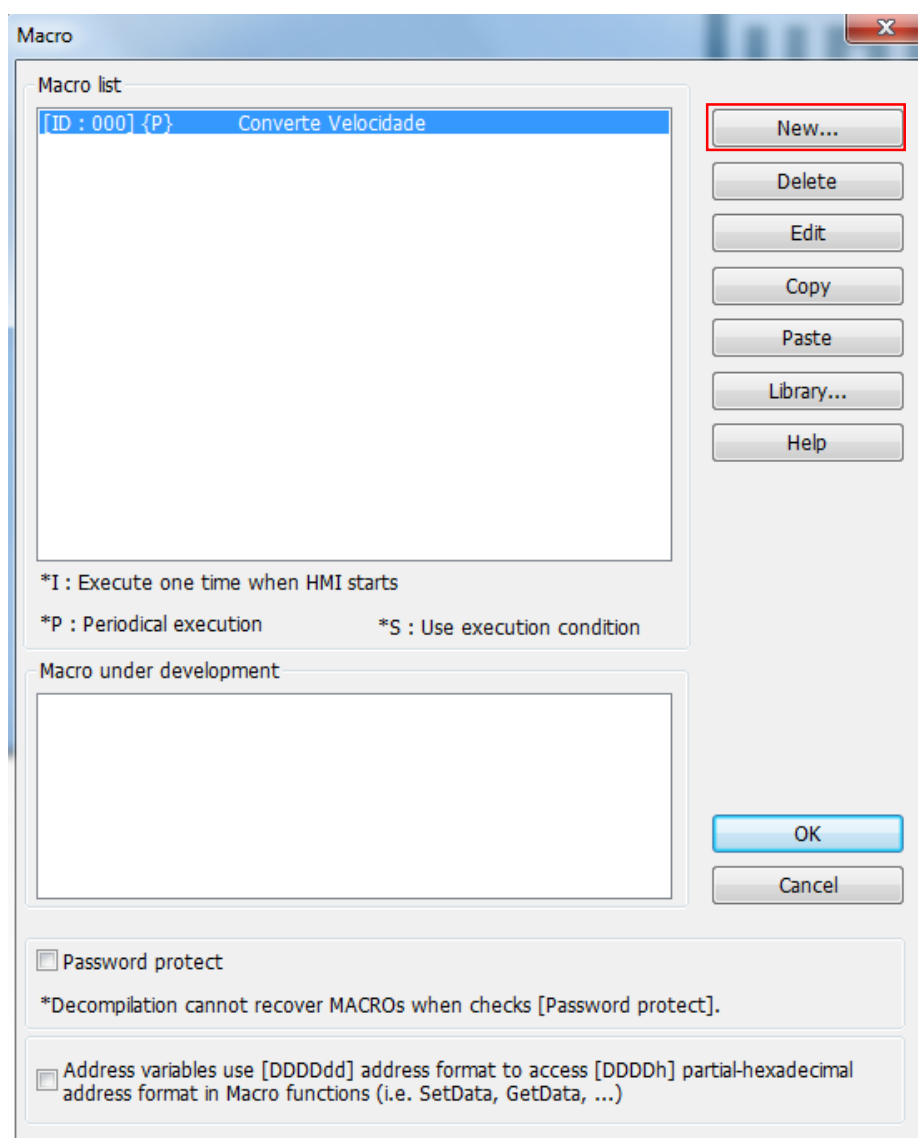 Macro
x
Macro list
[ID : 000] {P} Converte Velocidade
New...
Delete
Edit
Copy
Paste
Library...
Help
*I : Execute one time when HMI starts
*P : Periodical execution *S : Use execution condition
Macro under development
OK
Cancel
Password protect
*Decompilation cannot recover MACROs when checks [Password protect].
Address variables use [DDDDdd] address format to access [DDDDh] partial-hexadecimal
address format in Macro functions (i.e. SetData, GetData, ...)